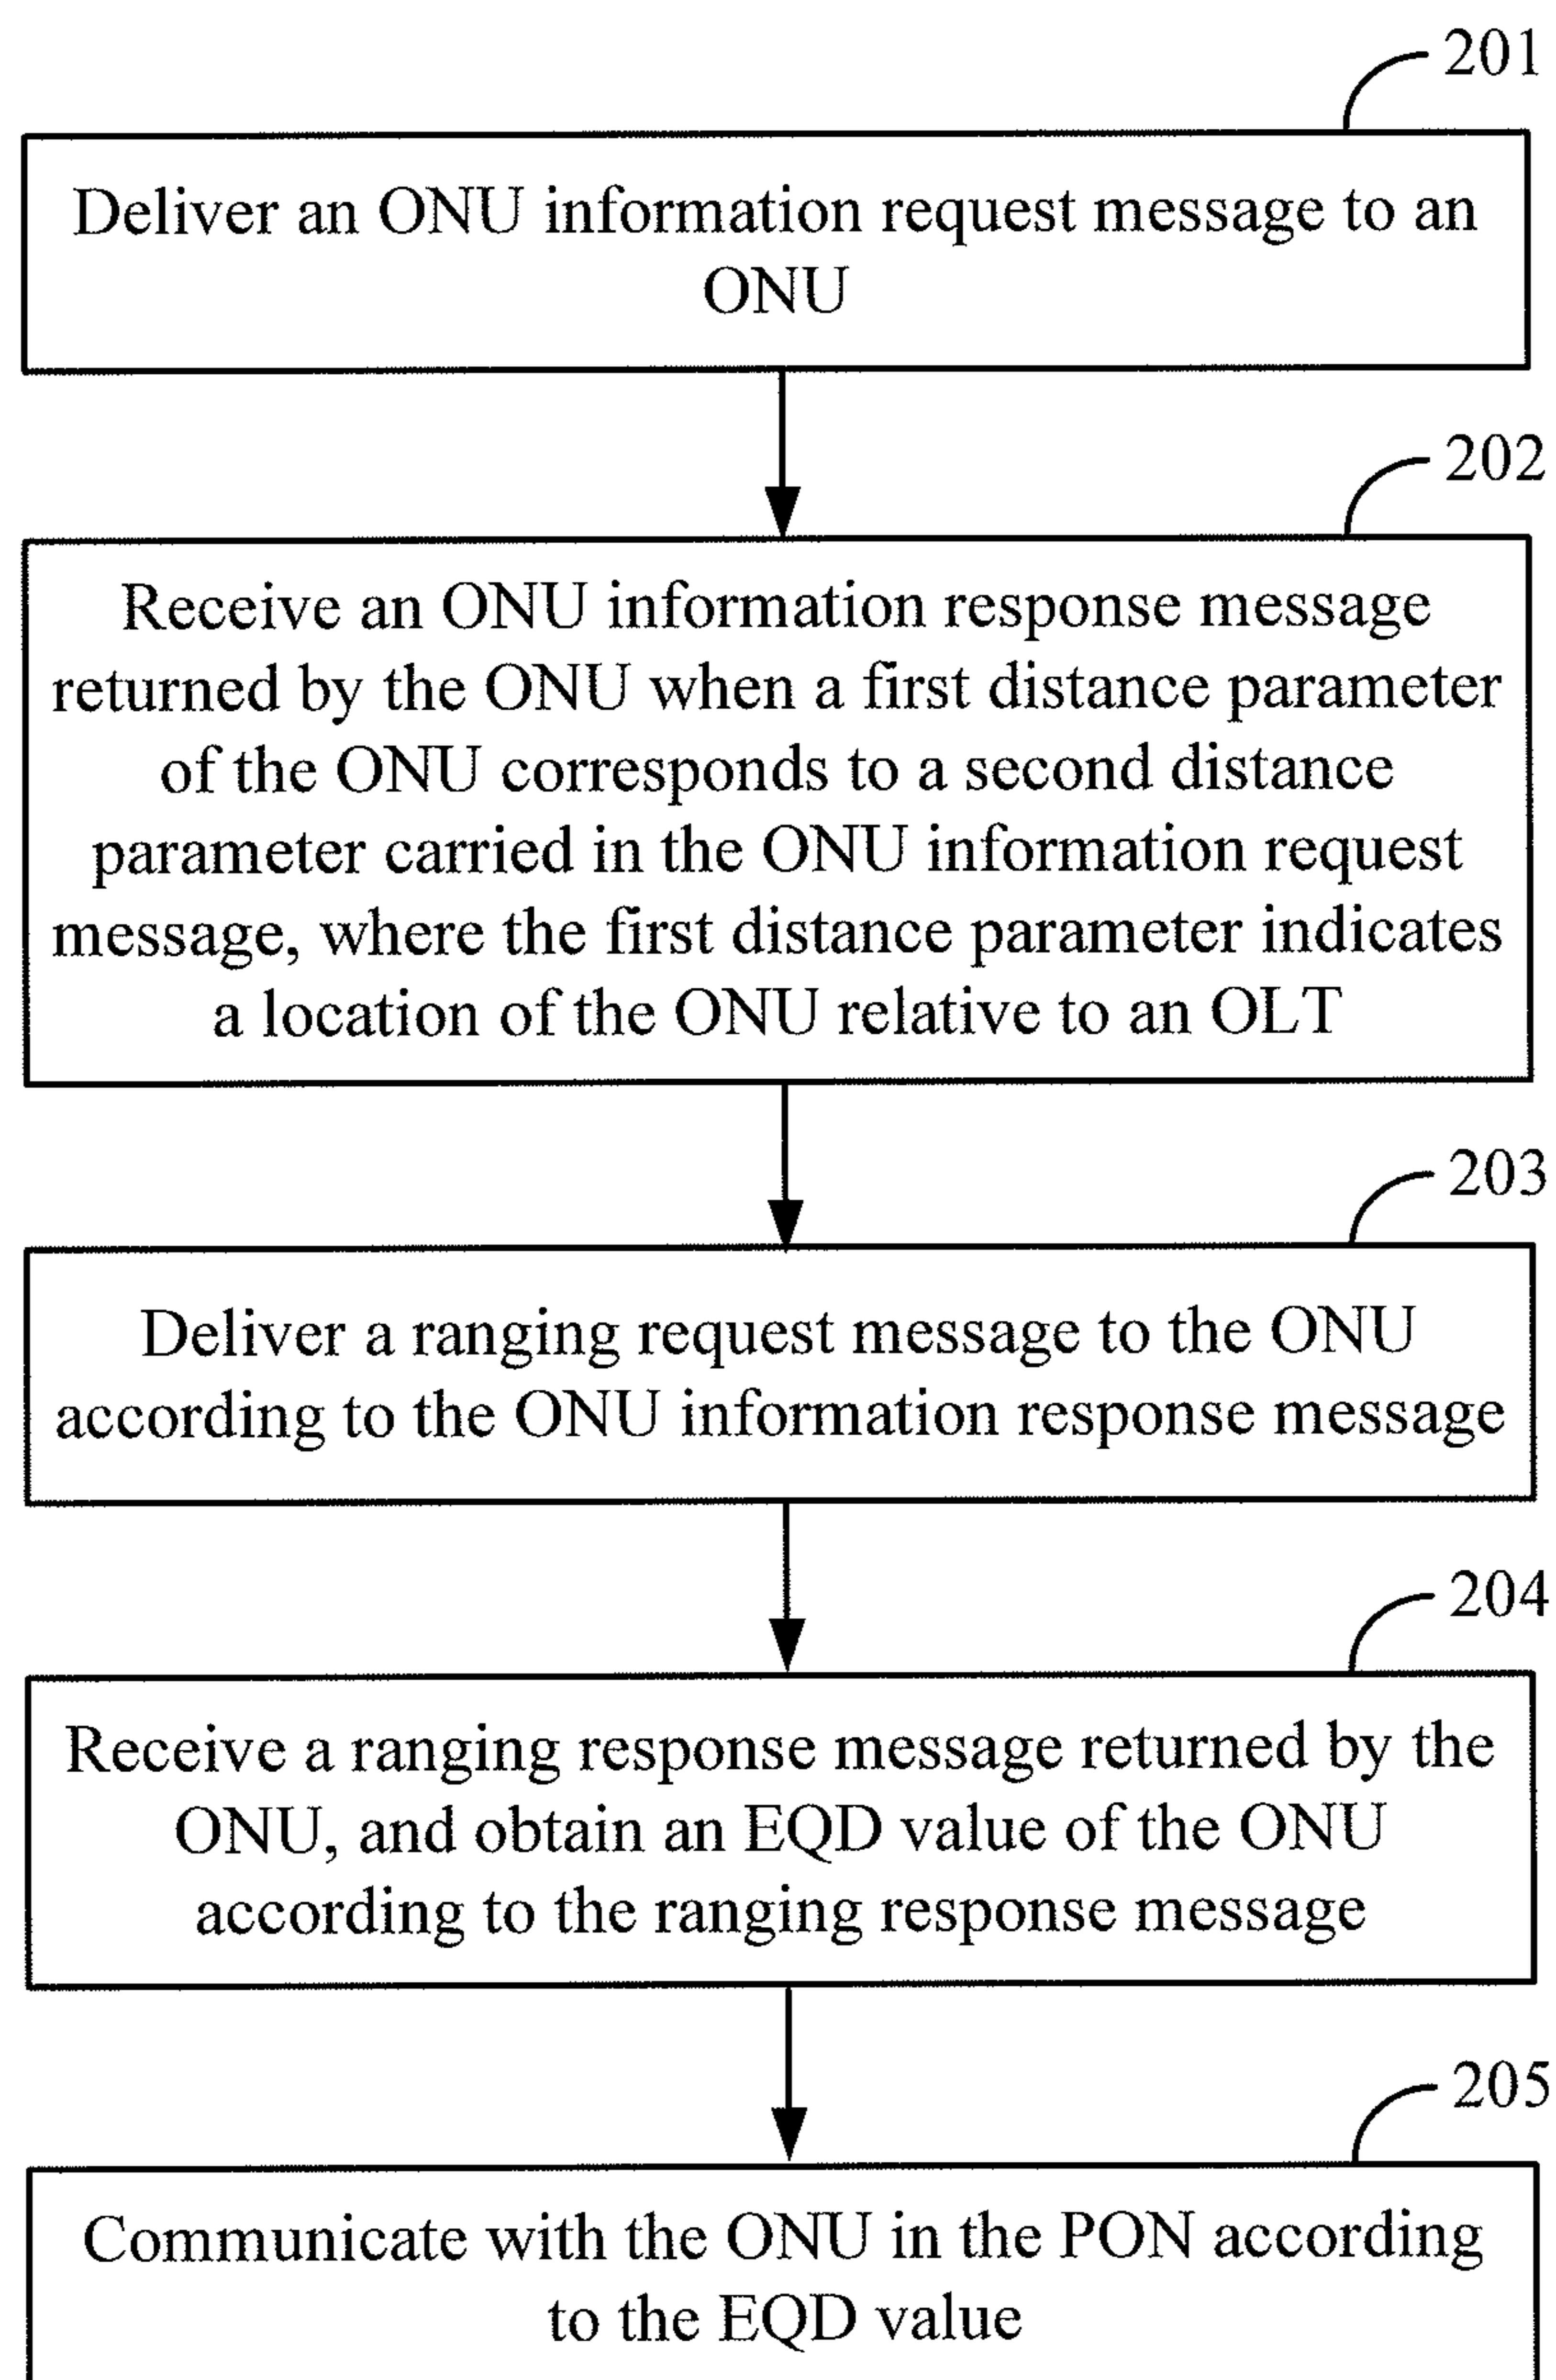 201
Deliver an ONU information request message to an
ONU
202
Receive an ONU information response message
returned by the ONU when a first distance parameter
of the ONU corresponds to a second distance
parameter carried in the ONU information request
message, where the first distance parameter indicates
a location of the ONU relative to an OLT
203
Deliver a ranging request message to the ONU
according to the ONU information response message
204
Receive a ranging response message returned by the
ONU, and obtain an EQD value of the ONU
according to the ranging response message
205
Communicate with the ONU in the PON according
to the EQD value